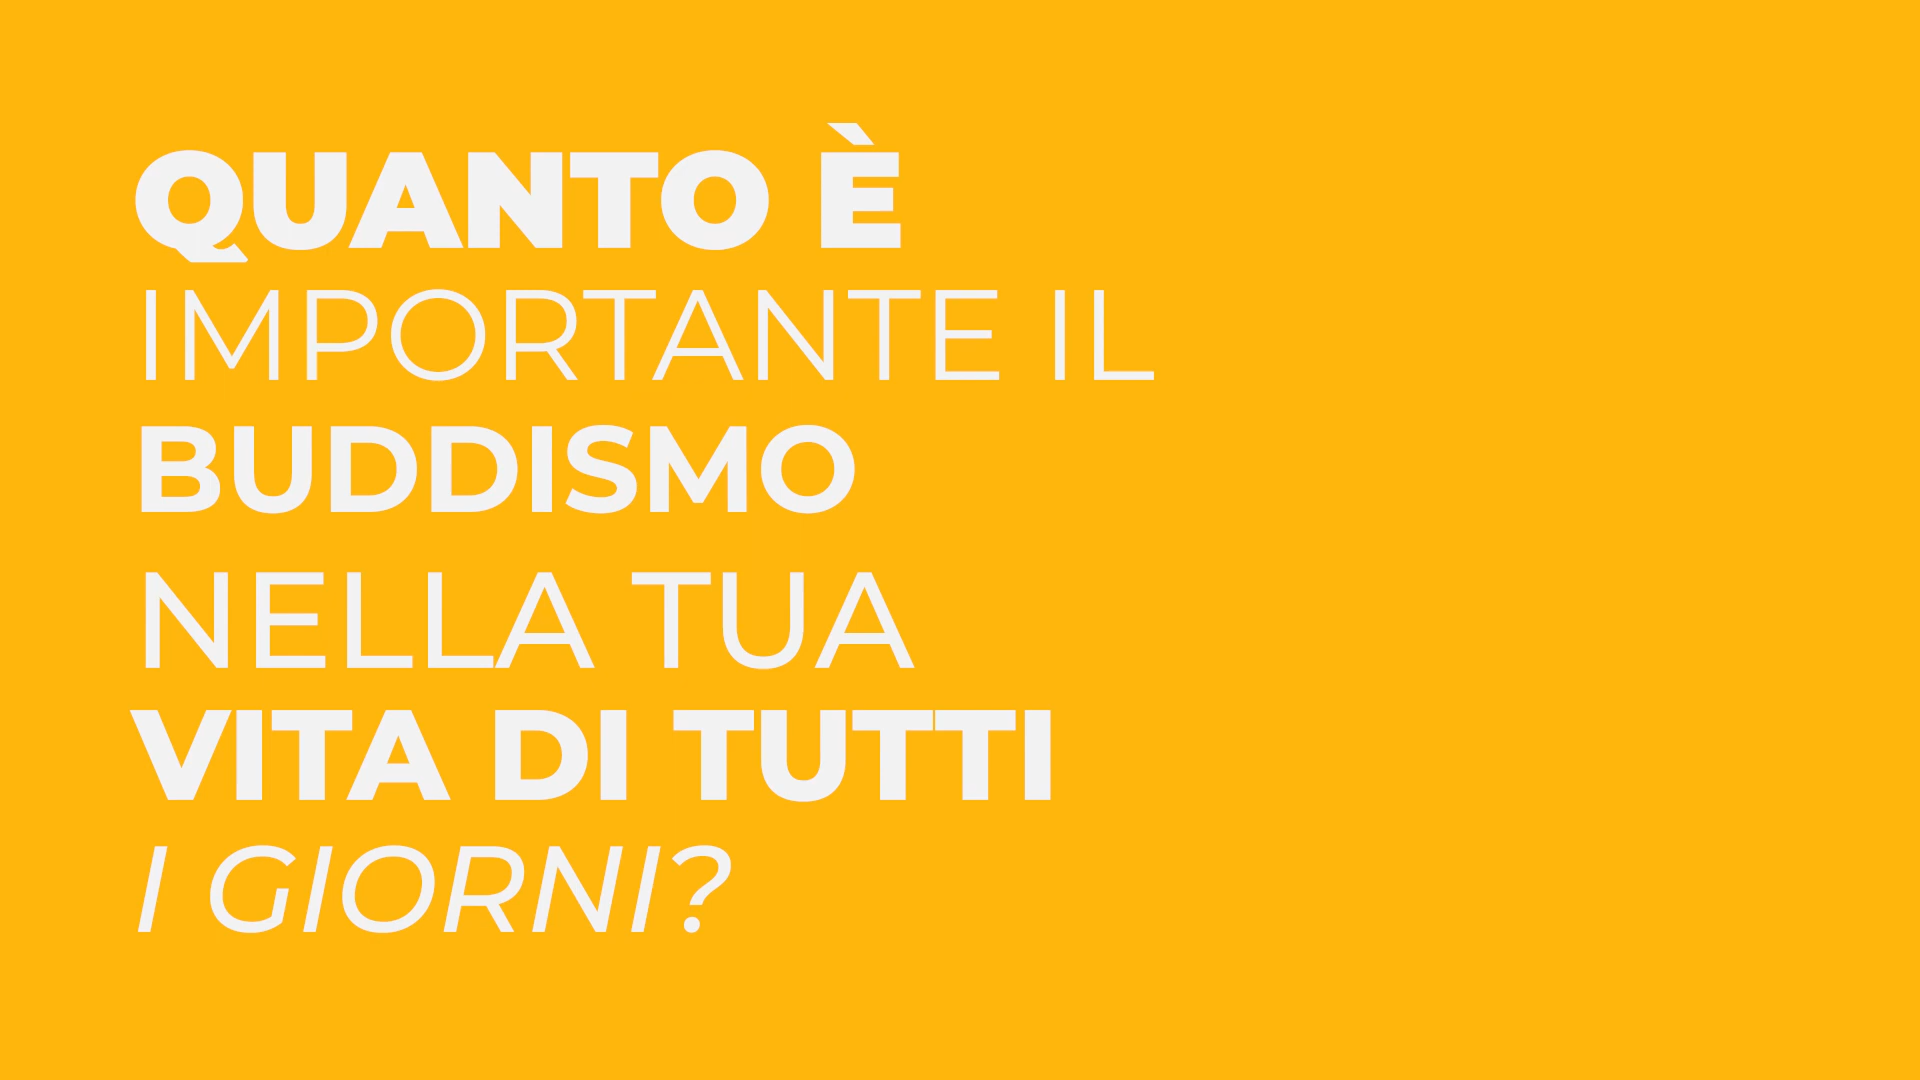 QUANTO È
IMPORTANTE IL
BUDDISMO
NELLA TUA
VITA DI TUTTI
I GIORNI?